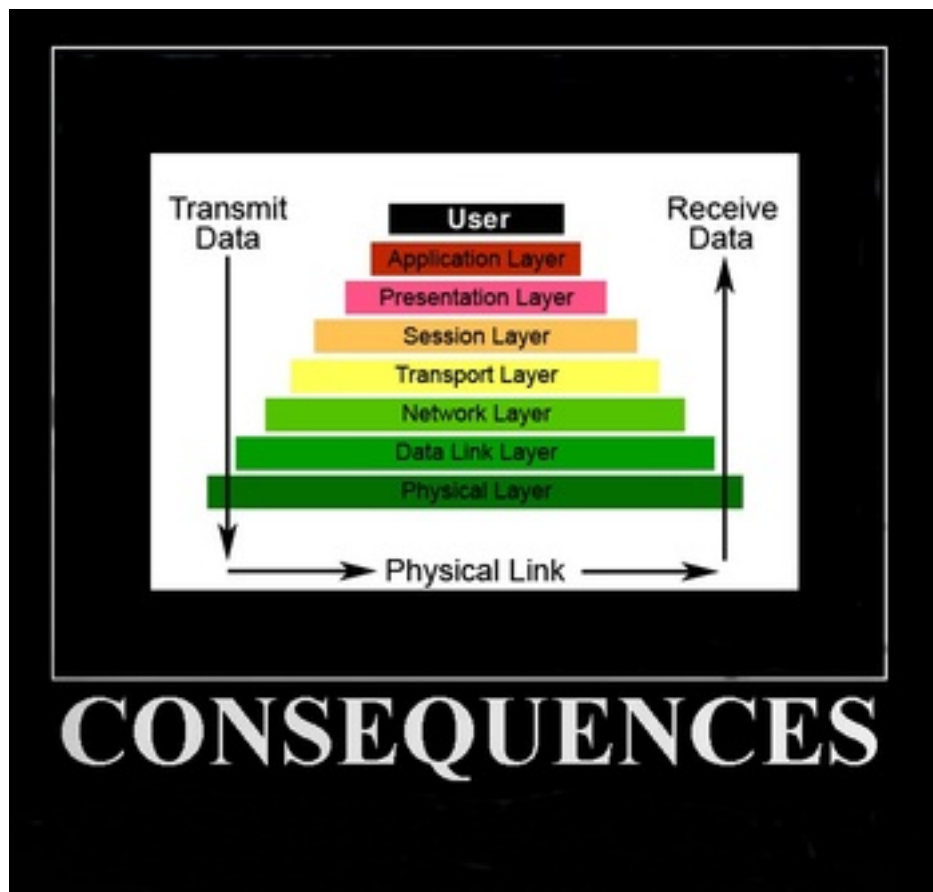 Transmit
Data
User
Receive
Data
Application Layer
Presentation Layer
Session Layer
Transport Layer
Network Layer
Data Link Layer
Physical Layer
Physical Link
CONSEQUENCES